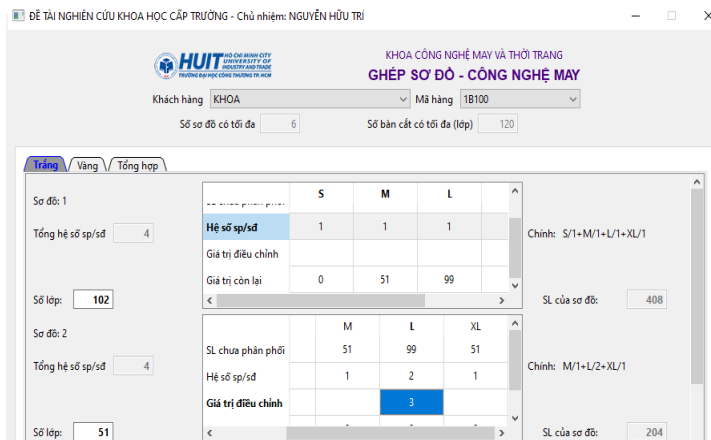 ĐỀ TÀI NGHIÊN CỨU KHOA HỌC CẤP TRƯỜNG - Chủ nhiệm: NGUYỄN HỮU TRÍ
HUIT HO CHI MINH CITY UNIVERSITY OF INDUSTRY AND TRADE
TRƯỜNG ĐẠI HỌC CÔNG THƯƠNG TP. HCM
KHOA CÔNG NGHỆ MAY VÀ THỜI TRANG
GHÉP SƠ ĐỒ - CÔNG NGHỆ MAY
Khách hàng KHOA Mã hàng 1B100
Số sơ đồ có tối đa 6 Số bàn cắt có tối đa (lớp) 120
Trắng Vàng Tổng hợp
Sơ đồ: 1
S M L
Tổng hệ số sp/sđ 4
Hệ số sp/sđ 1 1 1
Chính: S/1+M/1+L/1+XL/1
Giá trị điều chỉnh
Giá trị còn lại 0 51 99
Số lớp: 102
SL của sơ đồ: 408
Sơ đồ: 2
M L XL
SL chưa phân phối 51 99 51
Tổng hệ số sp/sđ 4
Hệ số sp/sđ 1 2 1
Chính: M/1+L/2+XL/1
Giá trị điều chỉnh 3
Số lớp: 51
SL của sơ đồ: 204